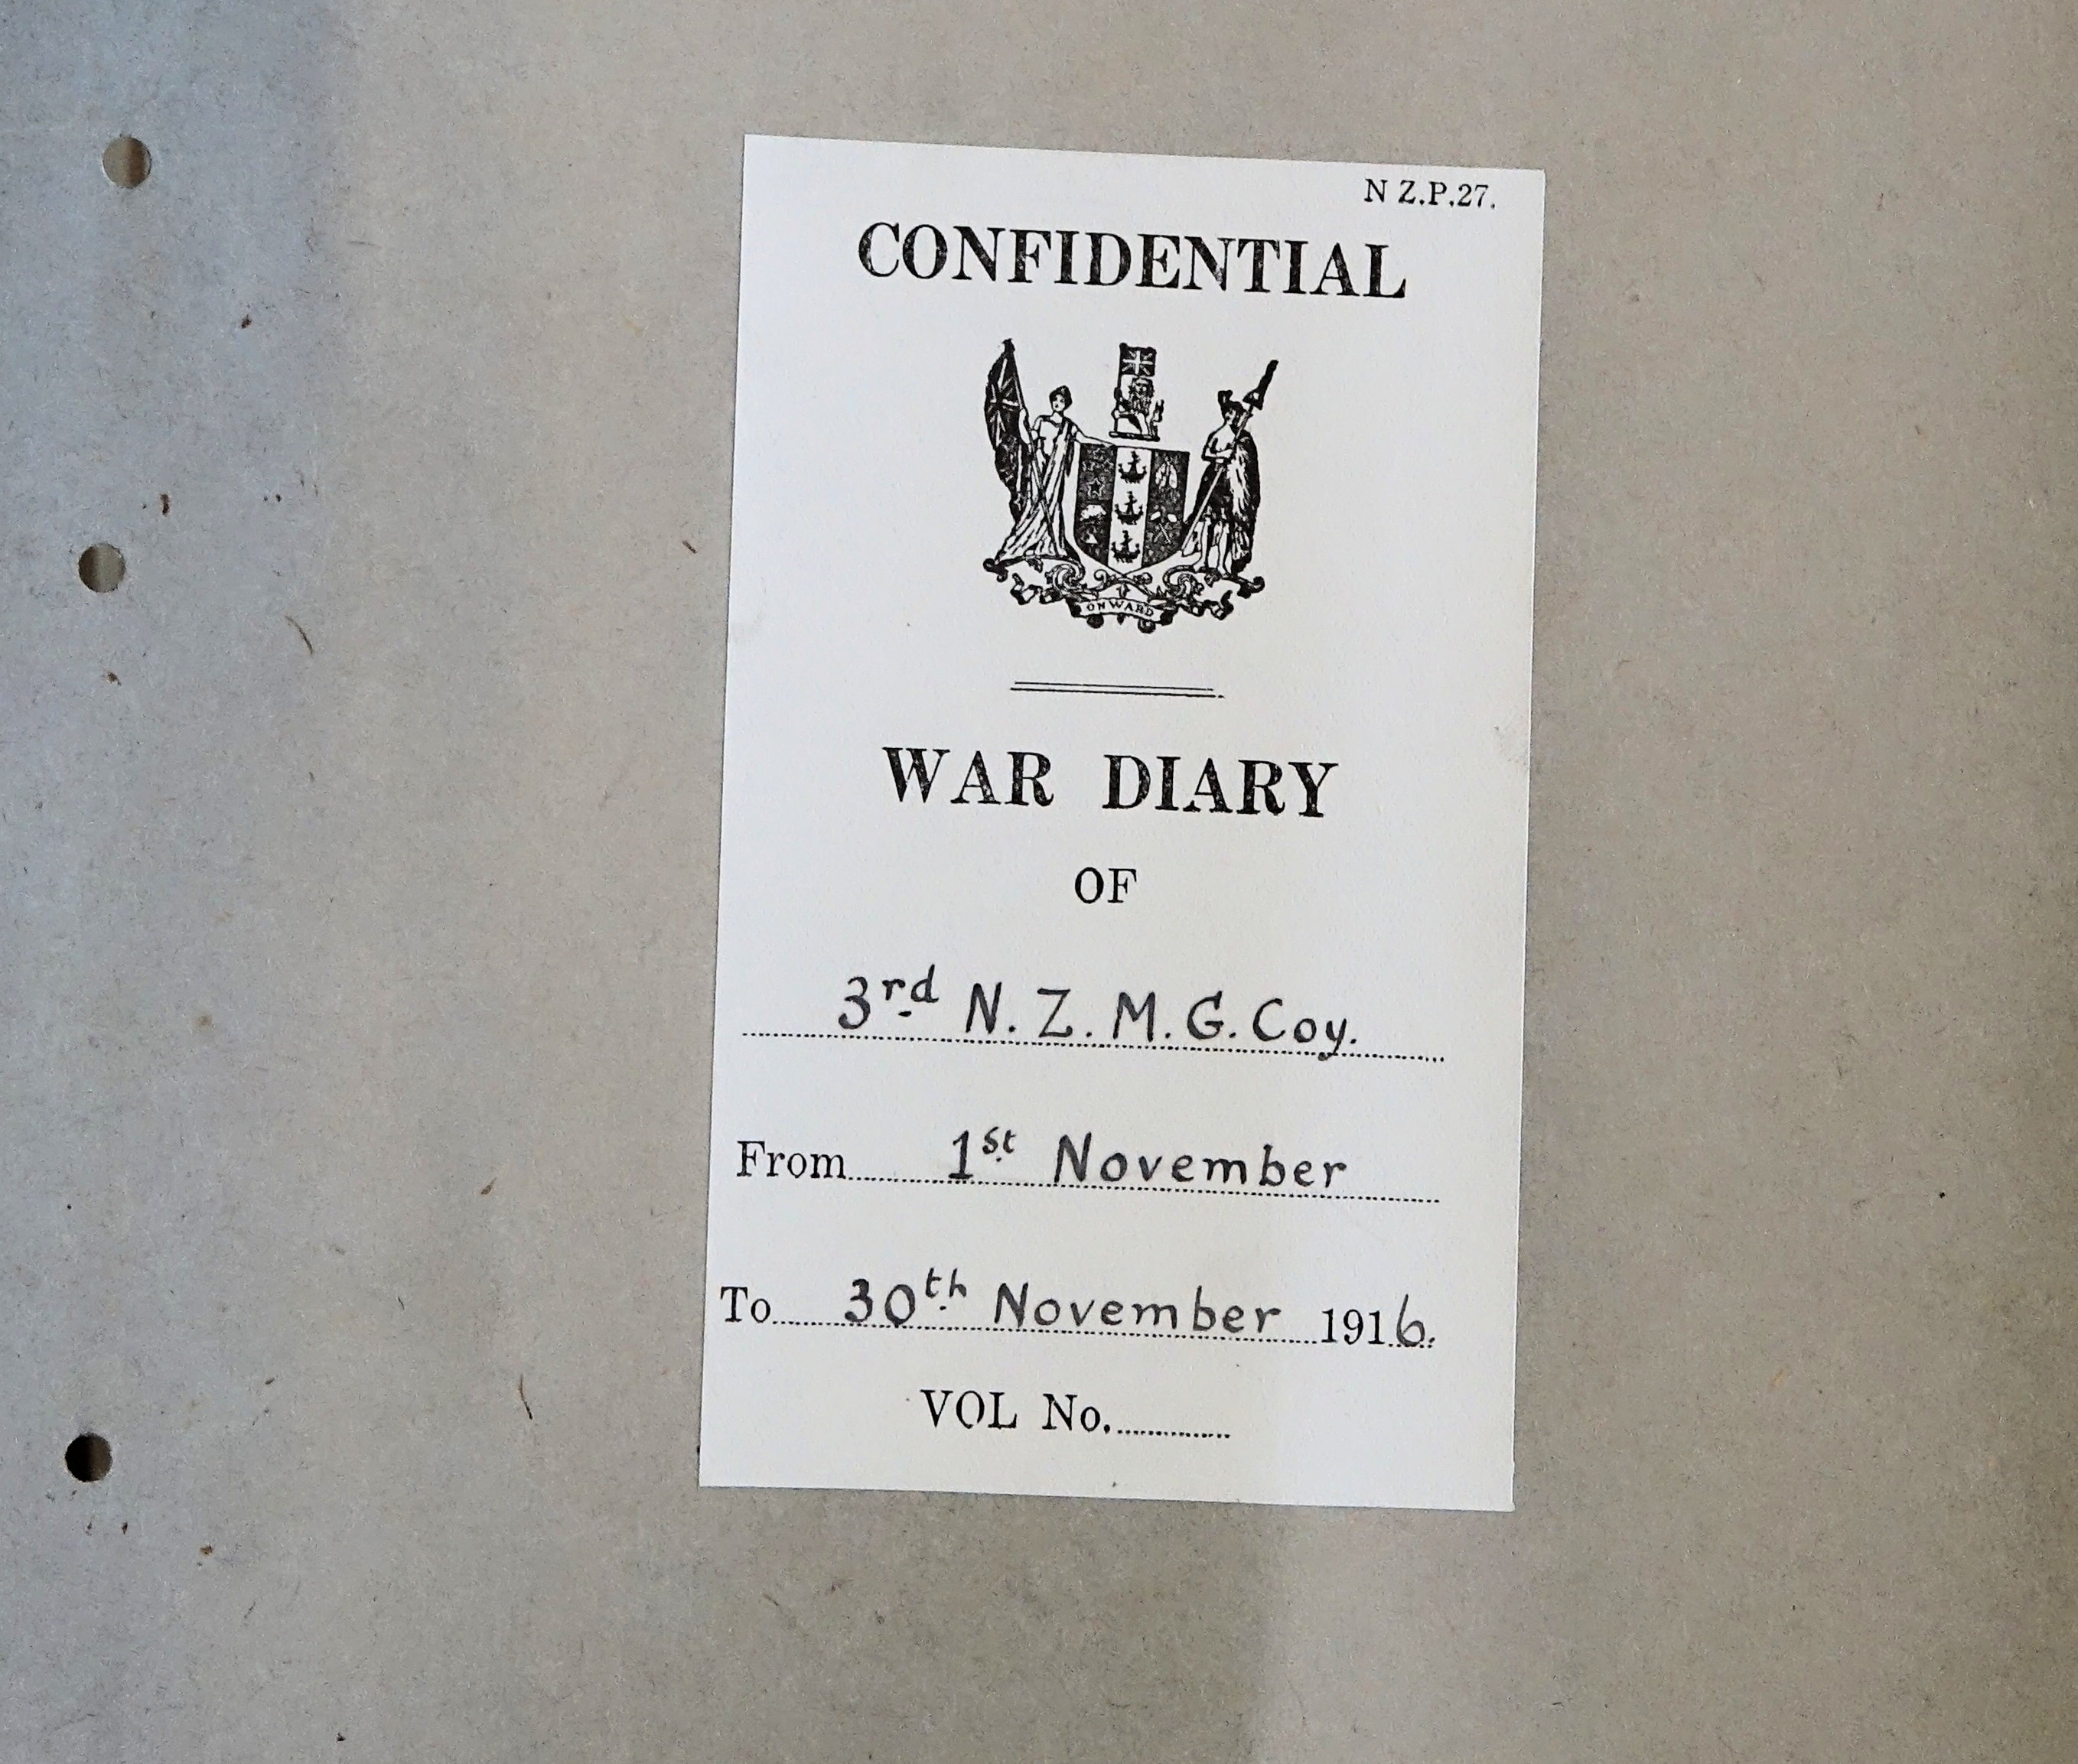 N Z.P.27.
CONFIDENTIAL
ONWARD
WAR DIARY
OF
3rd N. Z. M. G. Coy.
From 1st November
To 30th November 1916.
VOL No.